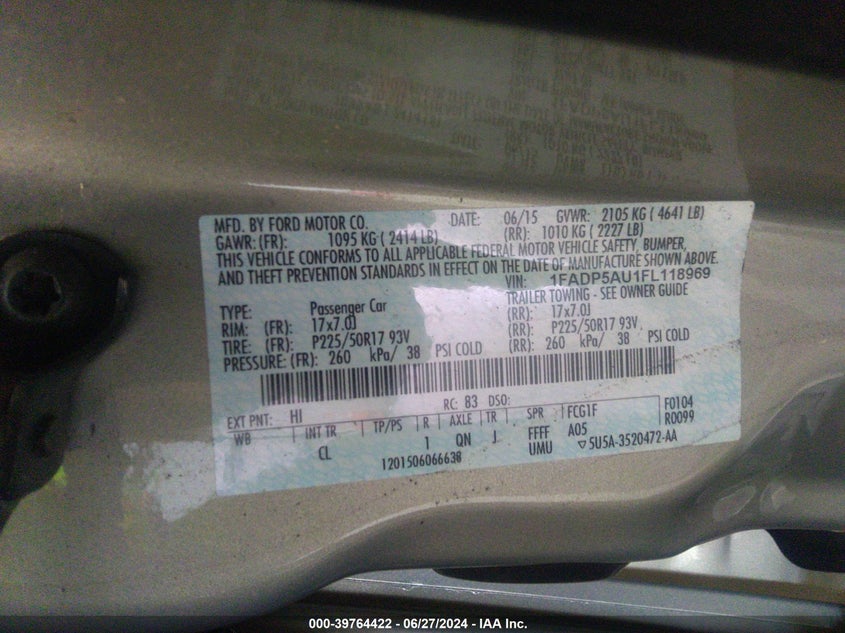 MFD. BY FORD MOTOR CO. DATE: 06/15 GVWR: 2105 KG ( 4641 LB)
GAWR: (FR): 1095 KG ( 2414 LB) (RR): 1010 KG ( 2227 LB)
THIS VEHICLE CONFORMS TO ALL APPLICABLE FEDERAL MOTOR VEHICLE SAFETY, BUMPER,
AND THEFT PREVENTION STANDARDS IN EFFECT ON THE DATE OF MANUFACTURE SHOWN ABOVE.
VIN: 1FADP5AU1FL118969
TYPE: Passenger Car TRAILER TOWING - SEE OWNER GUIDE
RIM: (FR): 17x7.0J (RR): 17x7.0J
TIRE: (FR): P225/50R17 93V (RR): P225/50R17 93V
PRESSURE: (FR): 260 kPa/ 38 PSI COLD (RR): 260 kPa/ 38 PSI COLD
EXT PNT: HI RC: 83 DSO: FCG1F F0104
WB INT TR TP/PS R AXLE TR SPR A05 R0099
CL 1 QN J FFFF
UMU ▽5U5A-3520472-AA
1201506066638
000-39764422 - 06/27/2024 - IAA Inc.